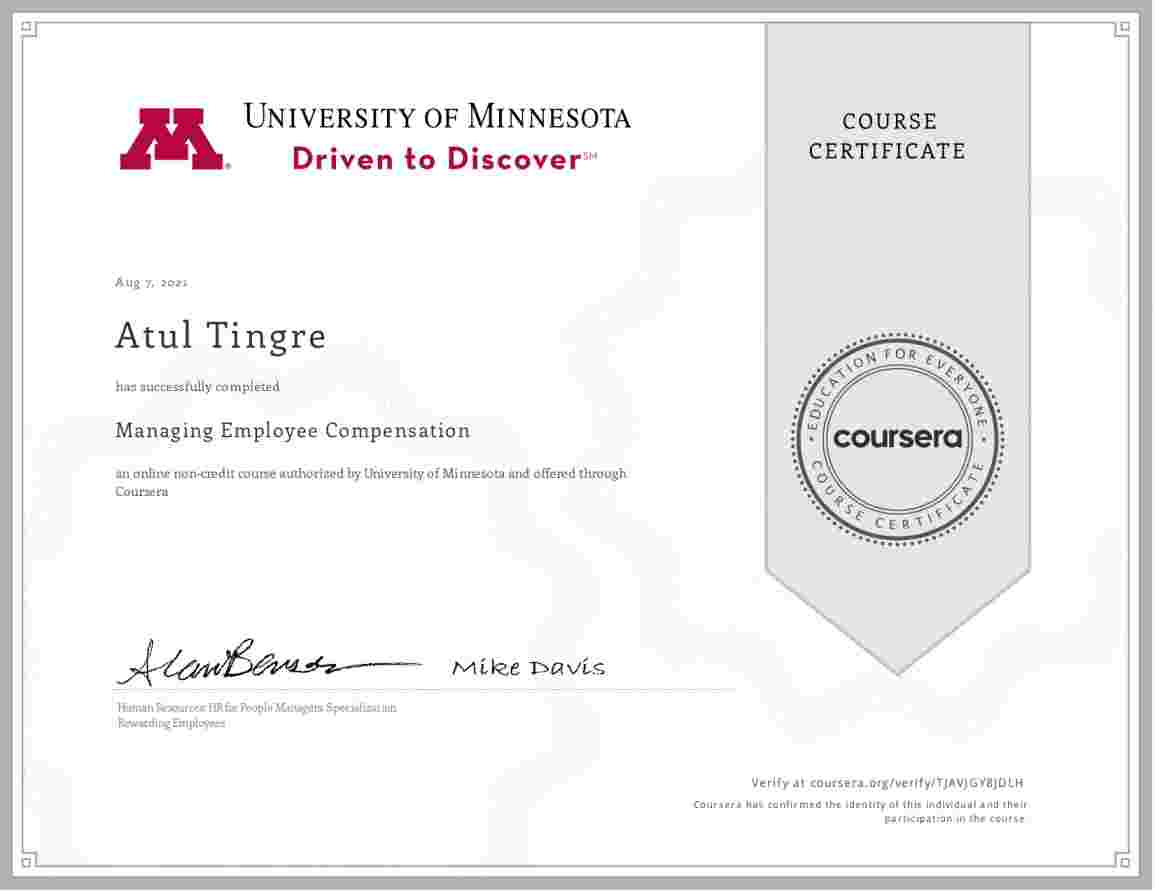 UNIVERSITY OF MINNESOTA
Driven to Discover℠
COURSE
CERTIFICATE
Aug 7, 2021
Atul Tingre
has successfully completed
Managing Employee Compensation
an online non-credit course authorized by University of Minnesota and offered through
Coursera
EDUCATION FOR EVERYONE
coursera
COURSE CERTIFICATE
Alan Benson
Mike Davis
Human Resources: HR for People Managers Specialization
Rewarding Employees
Verify at coursera.org/verify/TJAVJGY8JDLH
Coursera has confirmed the identity of this individual and their
participation in the course.